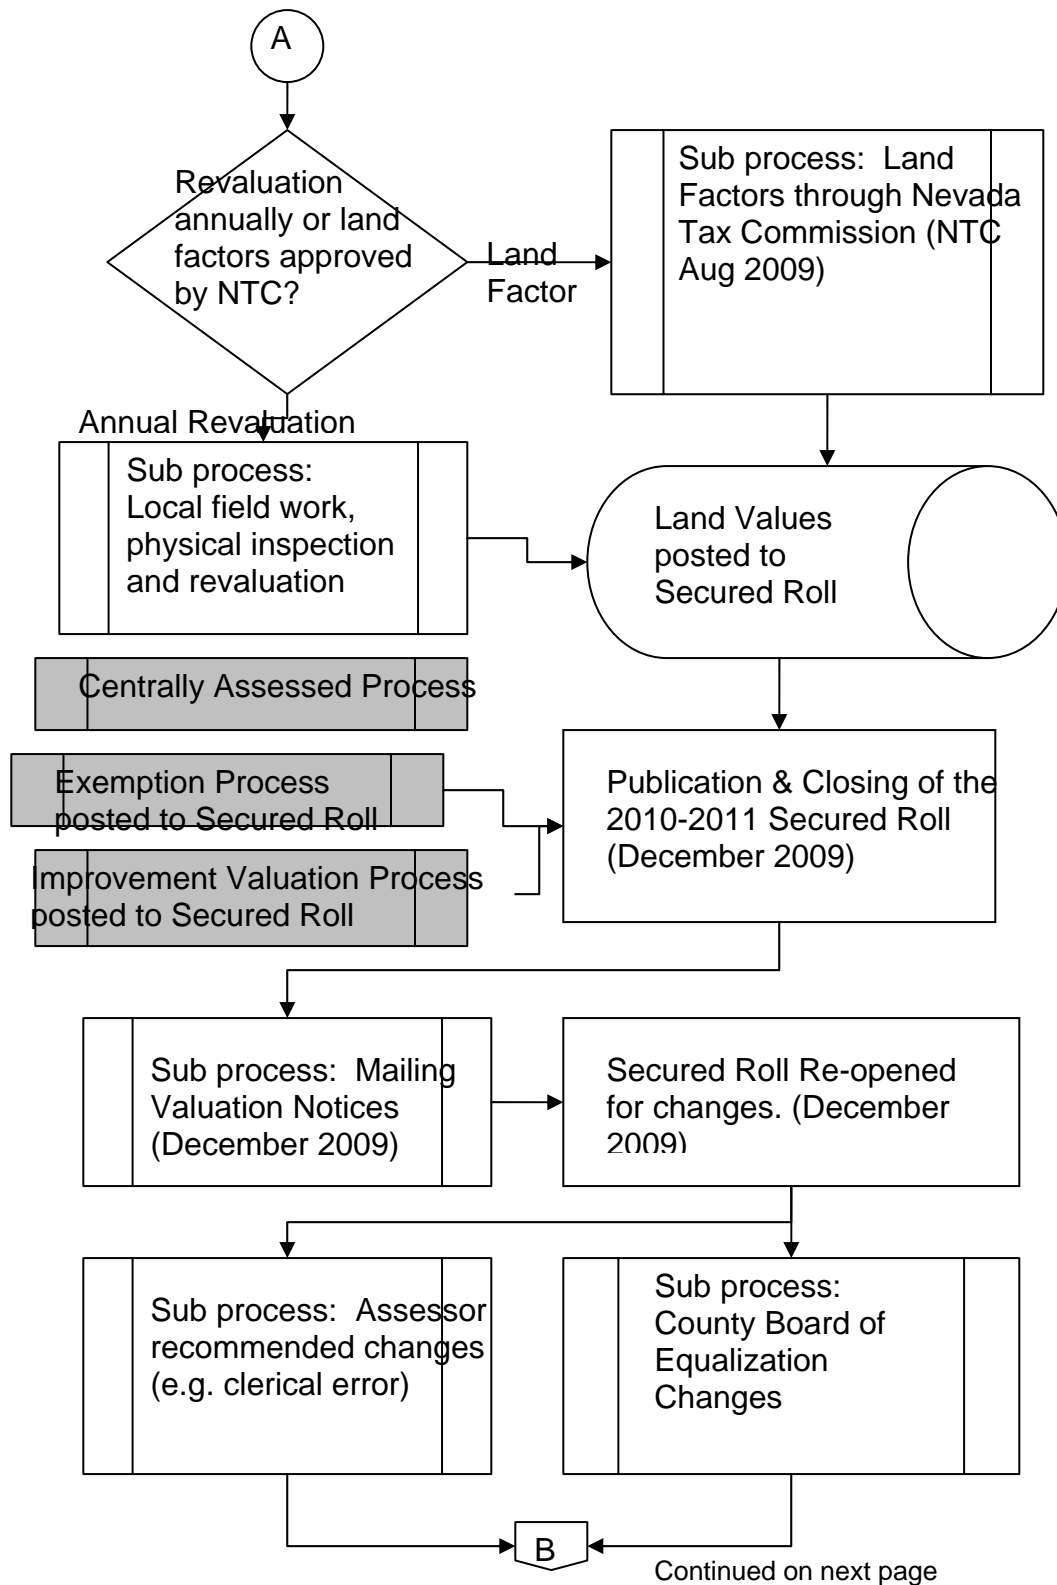 A
Revaluation
annually or land
factors approved
by NTC?
Land
Factor
Sub process:  Land
Factors through Nevada
Tax Commission (NTC
Aug 2009)
Annual Revaluation
Sub process:
Local field work,
physical inspection
and revaluation
Land Values
posted to
Secured Roll
Centrally Assessed Process
Exemption Process
posted to Secured Roll
Improvement Valuation Process
posted to Secured Roll
Publication & Closing of the
2010-2011 Secured Roll
(December 2009)
Sub process:  Mailing
Valuation Notices
(December 2009)
Secured Roll Re-opened
for changes. (December
2009)
Sub process:  Assessor
recommended changes
(e.g. clerical error)
Sub process:
County Board of
Equalization
Changes
B
Continued on next page